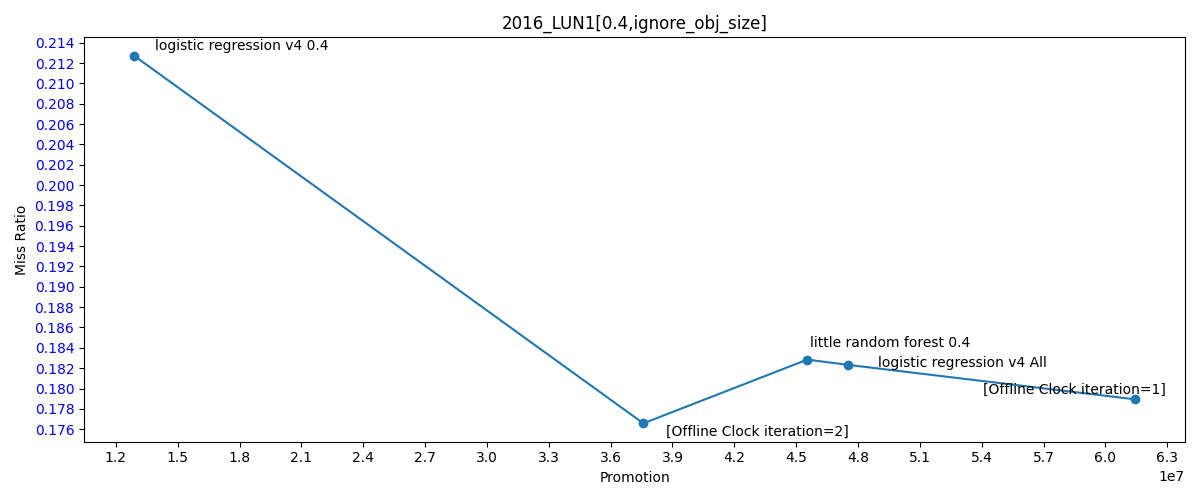 2016_LUN1[0.4,ignore_obj_size]
0.214
0.212
0.210
0.208
0.206
0.204
0.202
0.200
0.198
0.196
0.194
0.192
0.190
0.188
0.186
0.184
0.182
0.180
0.178
0.176
Miss Ratio
logistic regression v4 0.4
little random forest 0.4
logistic regression v4 All
[Offline Clock iteration=1]
[Offline Clock iteration=2]
1.2 1.5 1.8 2.1 2.4 2.7 3.0 3.3 3.6 3.9 4.2 4.5 4.8 5.1 5.4 5.7 6.0 6.3
1e7
Promotion